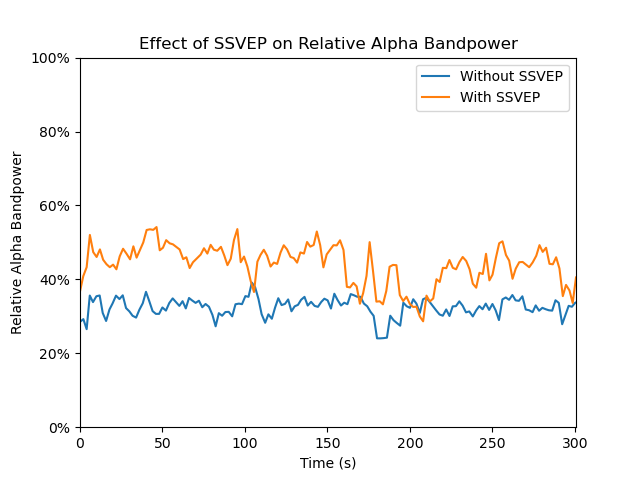 Effect of SSVEP on Relative Alpha Bandpower
Without SSVEP
With SSVEP
100%
80%
60%
40%
20%
0%
Relative Alpha Bandpower
0 50 100 150 200 250 300
Time (s)